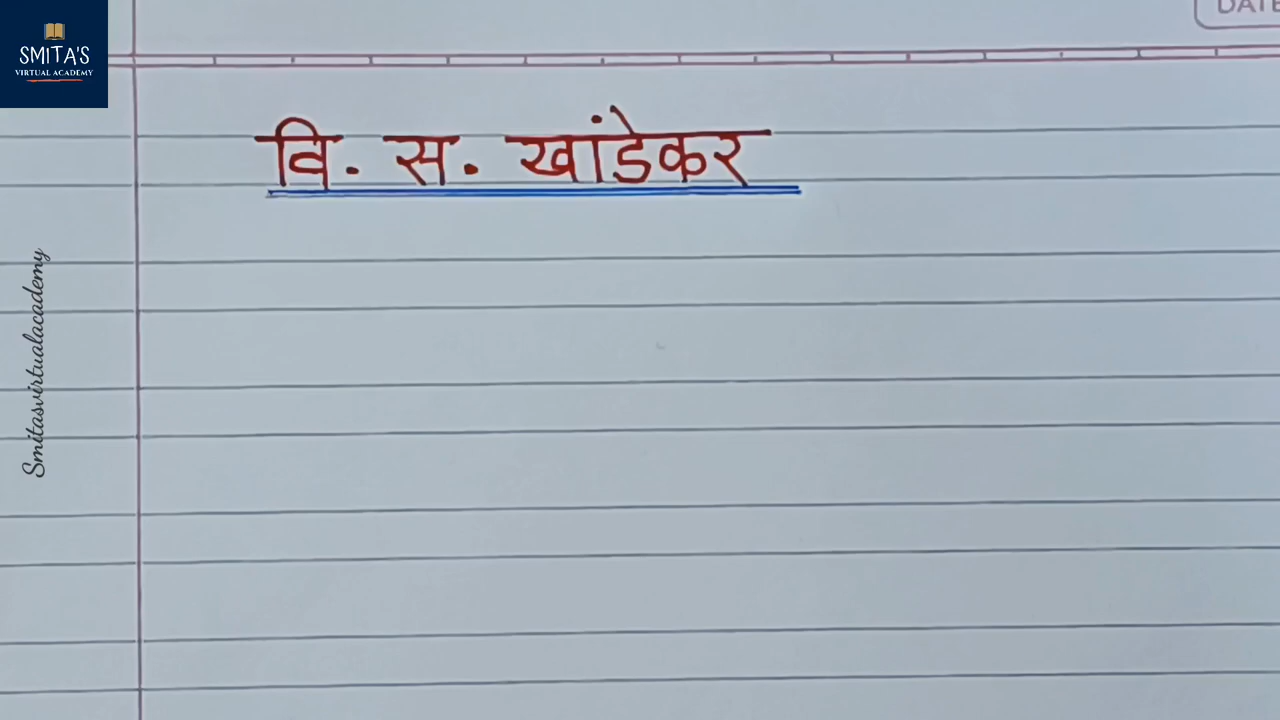 SMITA'S
VIRTUAL ACADEMY
DATE
वि. स. खांडेकर
Smitasvirtualacademy